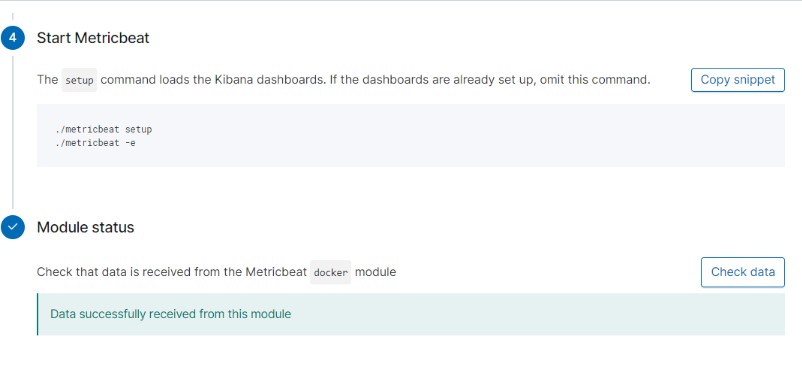 4 Start Metricbeat
The setup command loads the Kibana dashboards. If the dashboards are already set up, omit this command. Copy snippet
./metricbeat setup
./metricbeat -e
Module status
Check that data is received from the Metricbeat docker module Check data
Data successfully received from this module